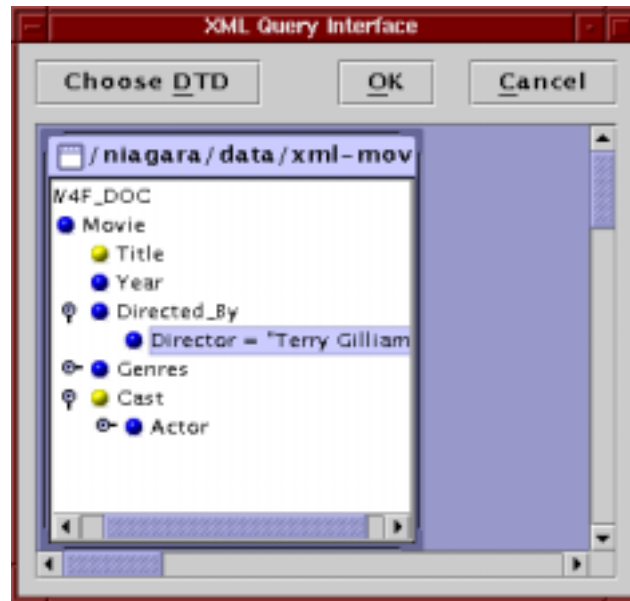 XML Query Interface
Choose DTD OK Cancel
/niagara/data/xml-mov
W4F_DOC
Movie
Title
Year
Directed_By
Director = "Terry Gilliam
Genres
Cast
Actor